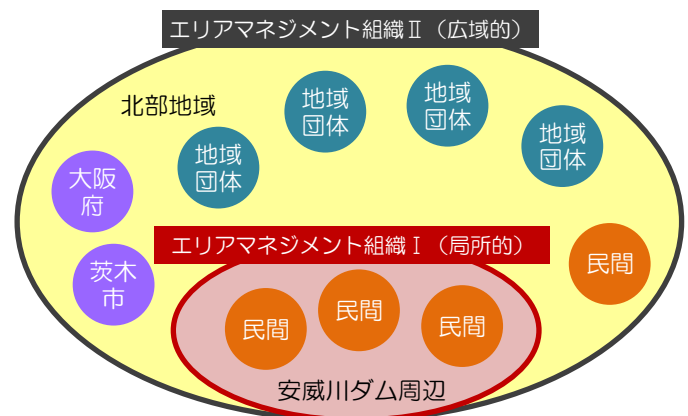 エリアマネジメント組織Ⅱ（広域的）
北部地域
地域
団体
地域
団体
地域
団体
地域
団体
大阪
府
茨木
市
エリアマネジメント組織Ⅰ（局所的）
民間
民間
民間
民間
安威川ダム周辺